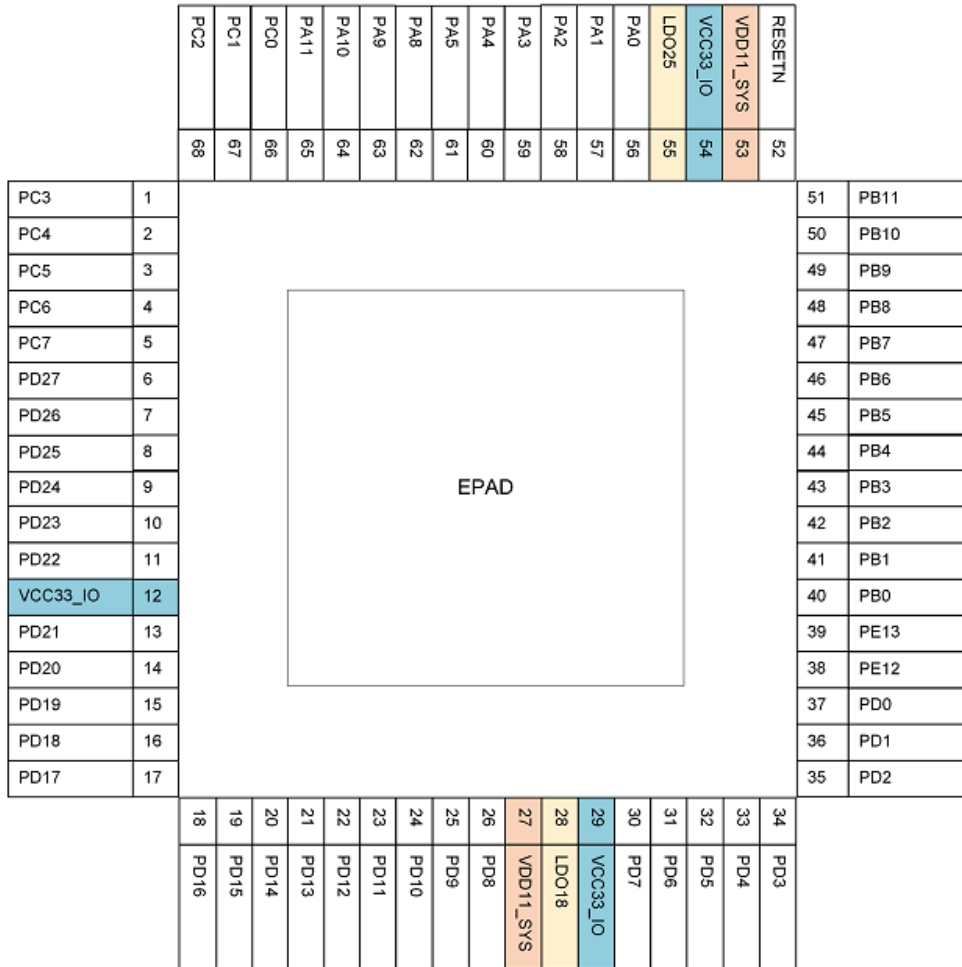 PC2 PC1 PC0 PA11 PA10 PA9 PA8 PA5 PA4 PA3 PA2 PA1 PA0 LDO25 VCC33_IO VDD11_SYS RESETN
68 67 66 65 64 63 62 61 60 59 58 57 56 55 54 53 52
PC3 1 51 PB11
PC4 2 50 PB10
PC5 3 49 PB9
PC6 4 48 PB8
PC7 5 47 PB7
PD27 6 46 PB6
PD26 7 45 PB5
PD25 8 44 PB4
PD24 9 EPAD 43 PB3
PD23 10 42 PB2
PD22 11 41 PB1
VCC33_IO 12 40 PB0
PD21 13 39 PE13
PD20 14 38 PE12
PD19 15 37 PD0
PD18 16 36 PD1
PD17 17 35 PD2
18 19 20 21 22 23 24 25 26 27 28 29 30 31 32 33 34
PD16 PD15 PD14 PD13 PD12 PD11 PD10 PD9 PD8 VDD11_SYS LDO18 VCC33_IO PD7 PD6 PD5 PD4 PD3